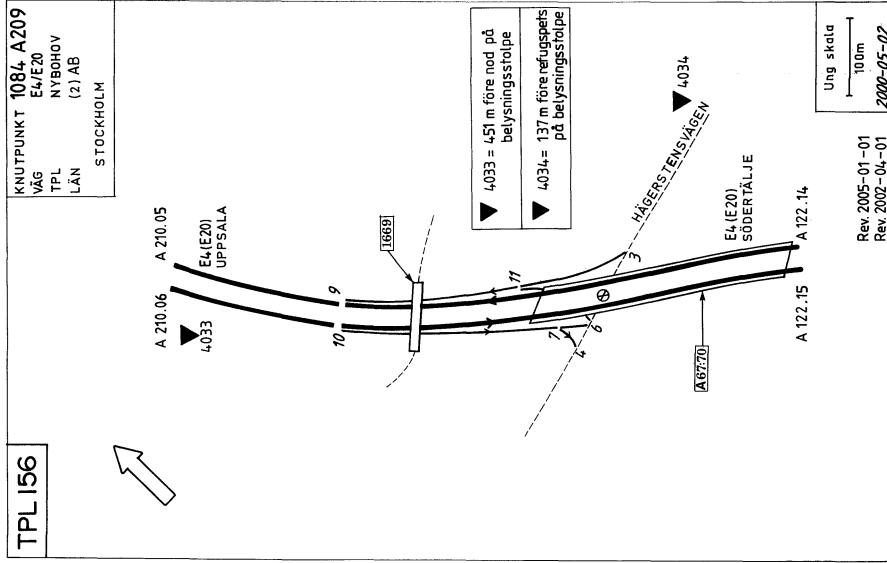 TPL 156
KNUTPUNKT 1084 A209
VÄG E4/E20
TPL NYBOHOV
LÄN (2) AB
STOCKHOLM
A 210.06
A 210.05
4033
E4(E20)
UPPSALA
10
9
1669
11
7
4
6
3
HÄGERSTENSVÄGEN
4034
4033 = 451 m före nod på
belysningsstolpe
4034 = 137 m före refugspets
på belysningsstolpe
A67:70
E4(E20)
SÖDERTÄLJE
A 122.15
A 122.14
Ung skala
100m
Rev. 2005-01-01
Rev. 2002-04-01
2000-05-02